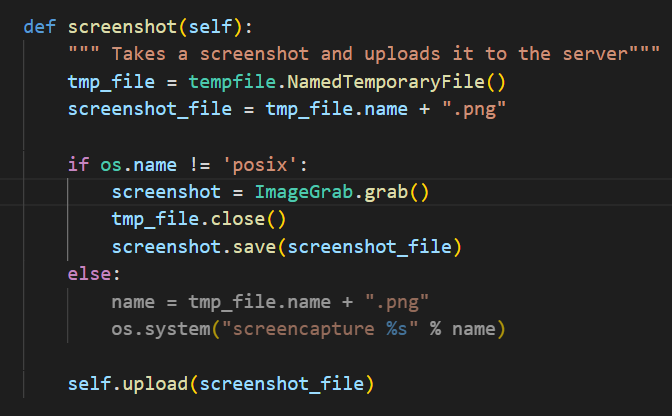 def screenshot(self):
    """ Takes a screenshot and uploads it to the server"""
    tmp_file = tempfile.NamedTemporaryFile()
    screenshot_file = tmp_file.name + ".png"

    if os.name != 'posix':
        screenshot = ImageGrab.grab()
        tmp_file.close()
        screenshot.save(screenshot_file)
    else:
        name = tmp_file.name + ".png"
        os.system("screencapture %s" % name)

    self.upload(screenshot_file)